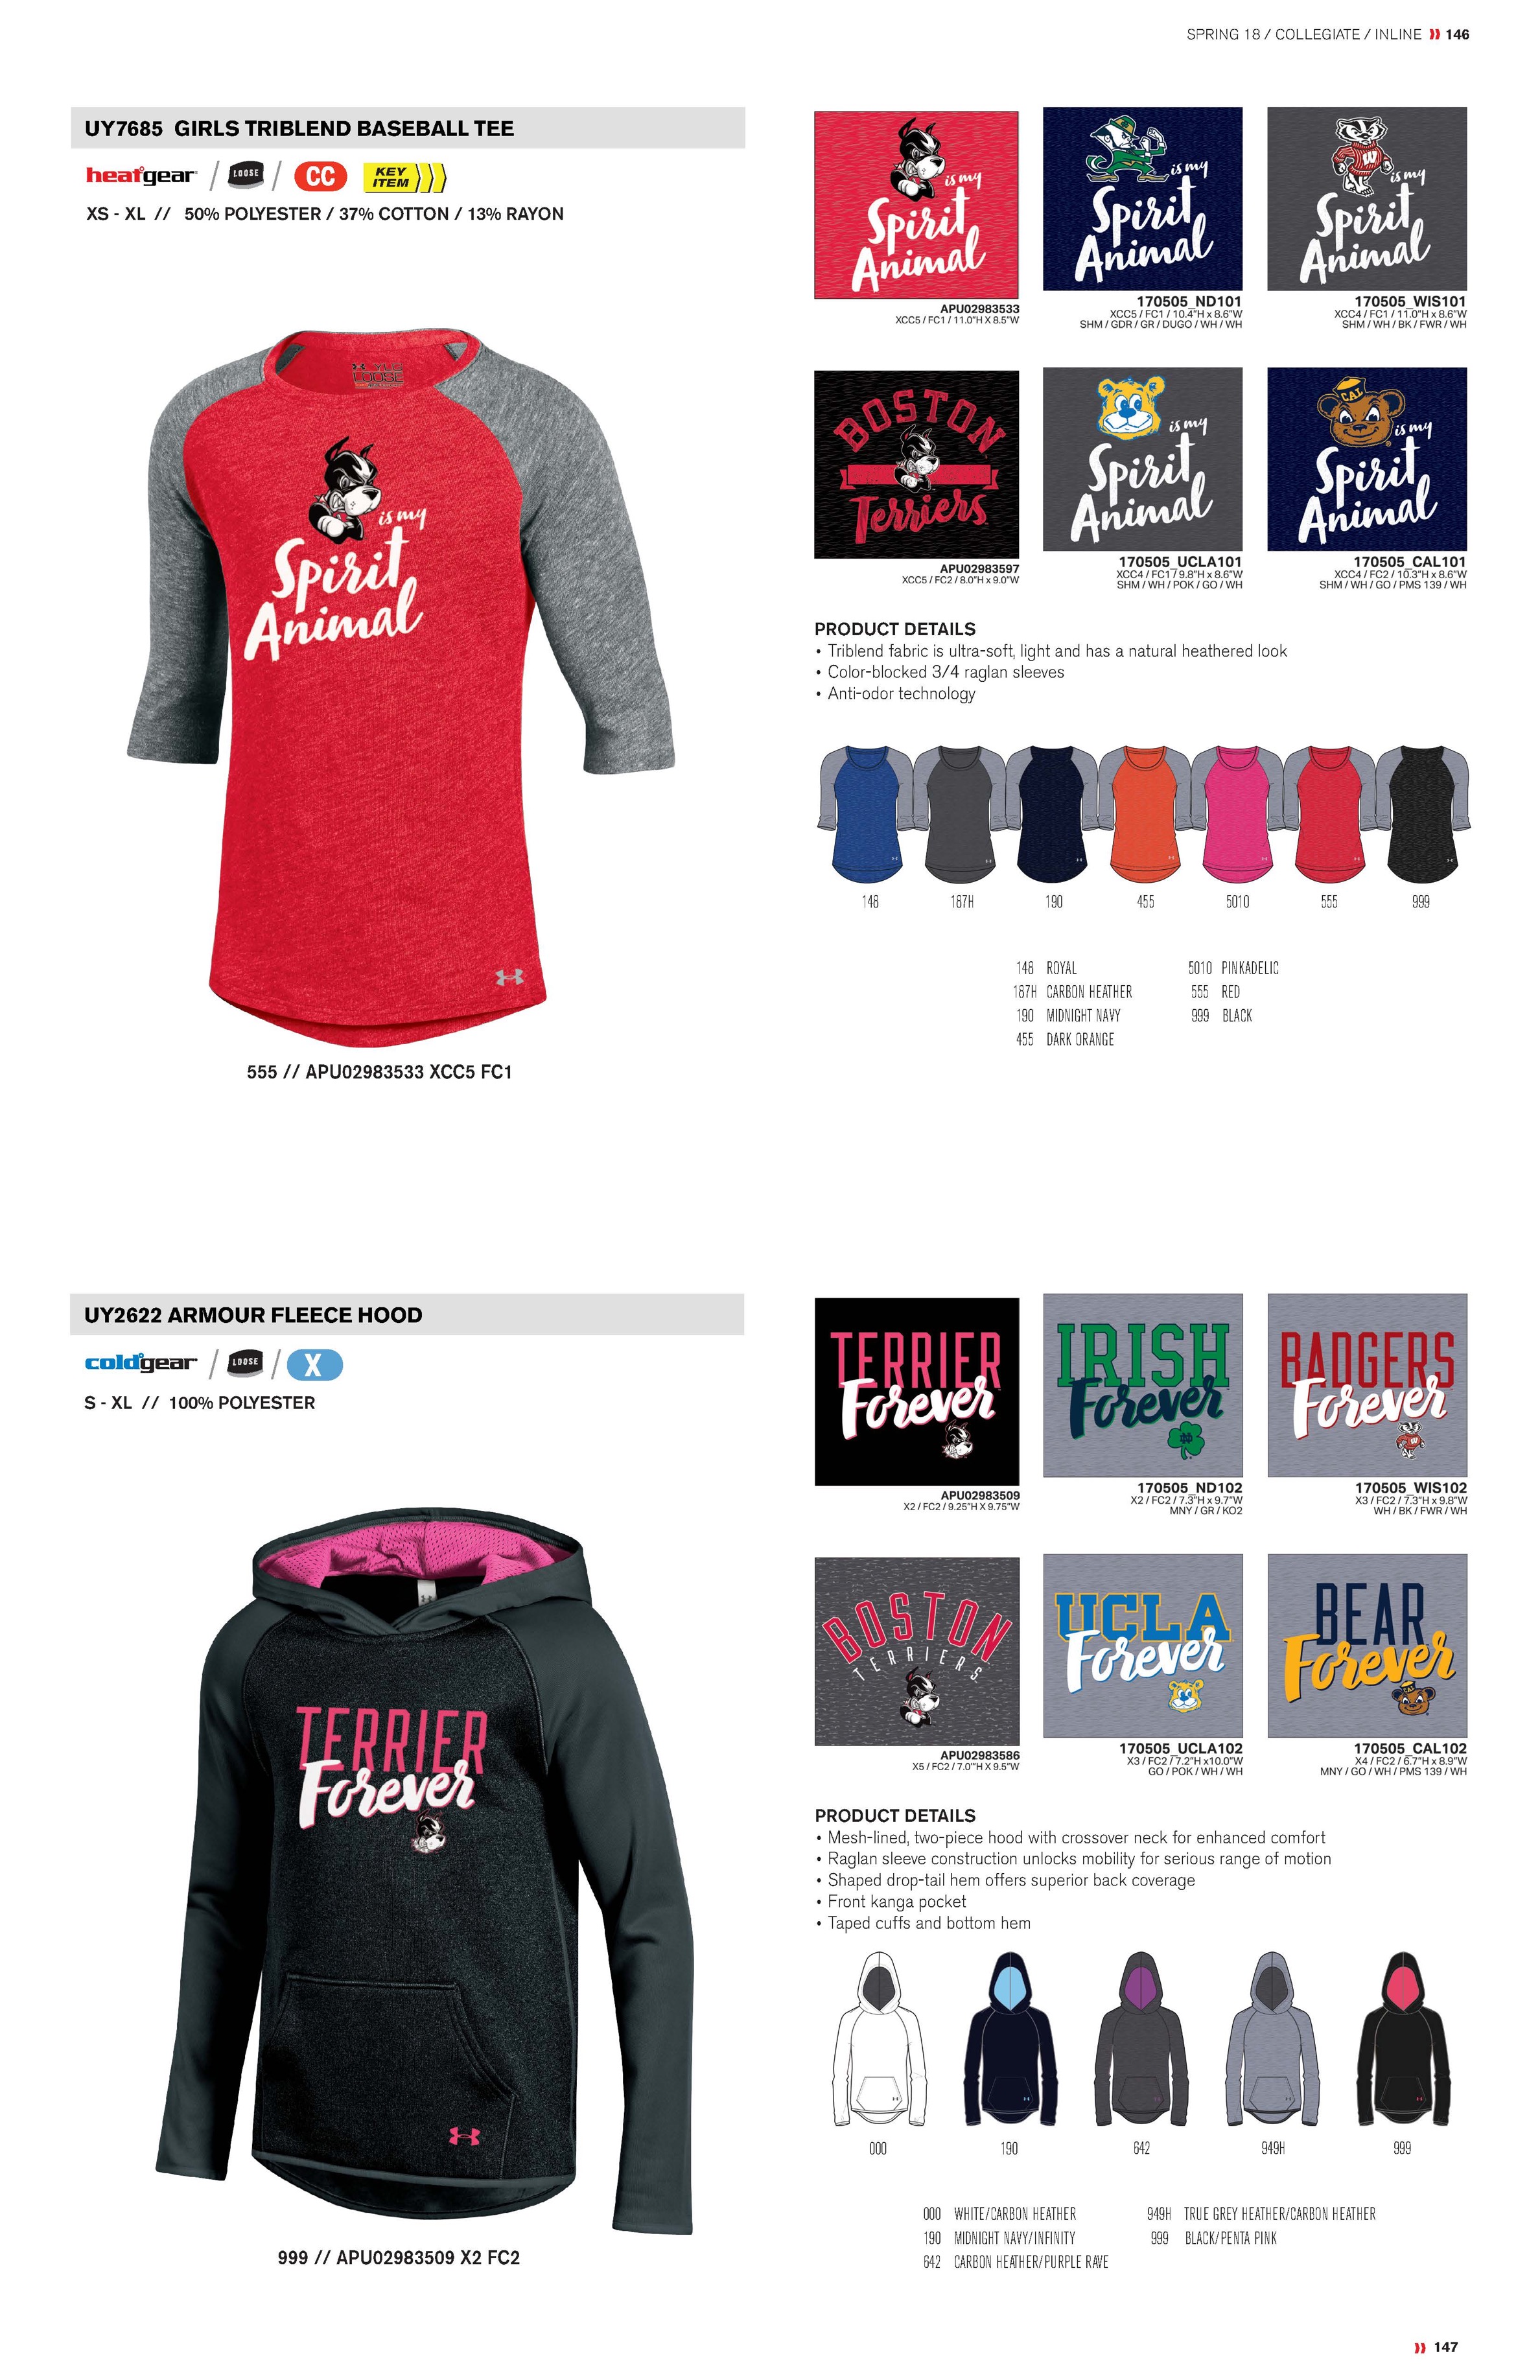 SPRING 18 / COLLEGIATE / INLINE 146
UY7685 GIRLS TRIBLEND BASEBALL TEE
heatgear / LOOSE / CC KEY ITEM
XS - XL // 50% POLYESTER / 37% COTTON / 13% RAYON
LOOSE
is my
Spirit
Animal
555 // APU02983533 XCC5 FC1
is my
Spirit
Animal
APU02983533
XCC5 / FC1 / 11.0"H X 8.5"W
is my
Spirit
Animal
170505_ND101
XCC5 / FC1 / 10.4"H x 8.6"W
SHM / GDR / GR / DUGO / WH / WH
W
is my
Spirit
Animal
170505_WIS101
XCC4 / FC1 / 11.0"H x 8.6"W
SHM / WH / BK / FWR / WH
BOSTON
Terriers
APU02983597
XCC5 / FC2 / 8.0"H x 9.0"W
is my
Spirit
Animal
170505_UCLA101
XCC4 / FC1 / 9.8"H x 8.6"W
SHM / WH / POK / GO / WH
CAL
is my
Spirit
Animal
170505_CAL101
XCC4 / FC2 / 10.3"H x 8.6"W
SHM / WH / GO / PMS 139 / WH
PRODUCT DETAILS
• Triblend fabric is ultra-soft, light and has a natural heathered look
• Color-blocked 3/4 raglan sleeves
• Anti-odor technology
148 187H 190 455 5010 555 999
148 ROYAL
187H CARBON HEATHER
190 MIDNIGHT NAVY
455 DARK ORANGE
5010 PINKADELIC
555 RED
999 BLACK
UY2622 ARMOUR FLEECE HOOD
coldgear / LOOSE / X
S - XL // 100% POLYESTER
TERRIER
Forever
999 // APU02983509 X2 FC2
TERRIER
Forever
APU02983509
X2 / FC2 / 9.25"H X 9.75"W
IRISH
Forever
170505_ND102
X2 / FC2 / 7.3"H x 9.7"W
MNY / GR / KO2
BADGERS
Forever
W
170505_WIS102
X3 / FC2 / 7.3"H x 9.8"W
WH / BK / FWR / WH
BOSTON
TERRIERS
APU02983586
X5 / FC2 / 7.0""H X 9.5"W
UCLA
Forever
170505_UCLA102
X3 / FC2 / 7.2"H x10.0"W
GO / POK / WH / WH
BEAR
Forever
CAL
170505_CAL102
X4 / FC2 / 6.7"H x 8.9"W
MNY / GO / WH / PMS 139 / WH
PRODUCT DETAILS
• Mesh-lined, two-piece hood with crossover neck for enhanced comfort
• Raglan sleeve construction unlocks mobility for serious range of motion
• Shaped drop-tail hem offers superior back coverage
• Front kanga pocket
• Taped cuffs and bottom hem
000 190 642 949H 999
000 WHITE/CARBON HEATHER
190 MIDNIGHT NAVY/INFINITY
642 CARBON HEATHER/PURPLE RAVE
949H TRUE GREY HEATHER/CARBON HEATHER
999 BLACK/PENTA PINK
147